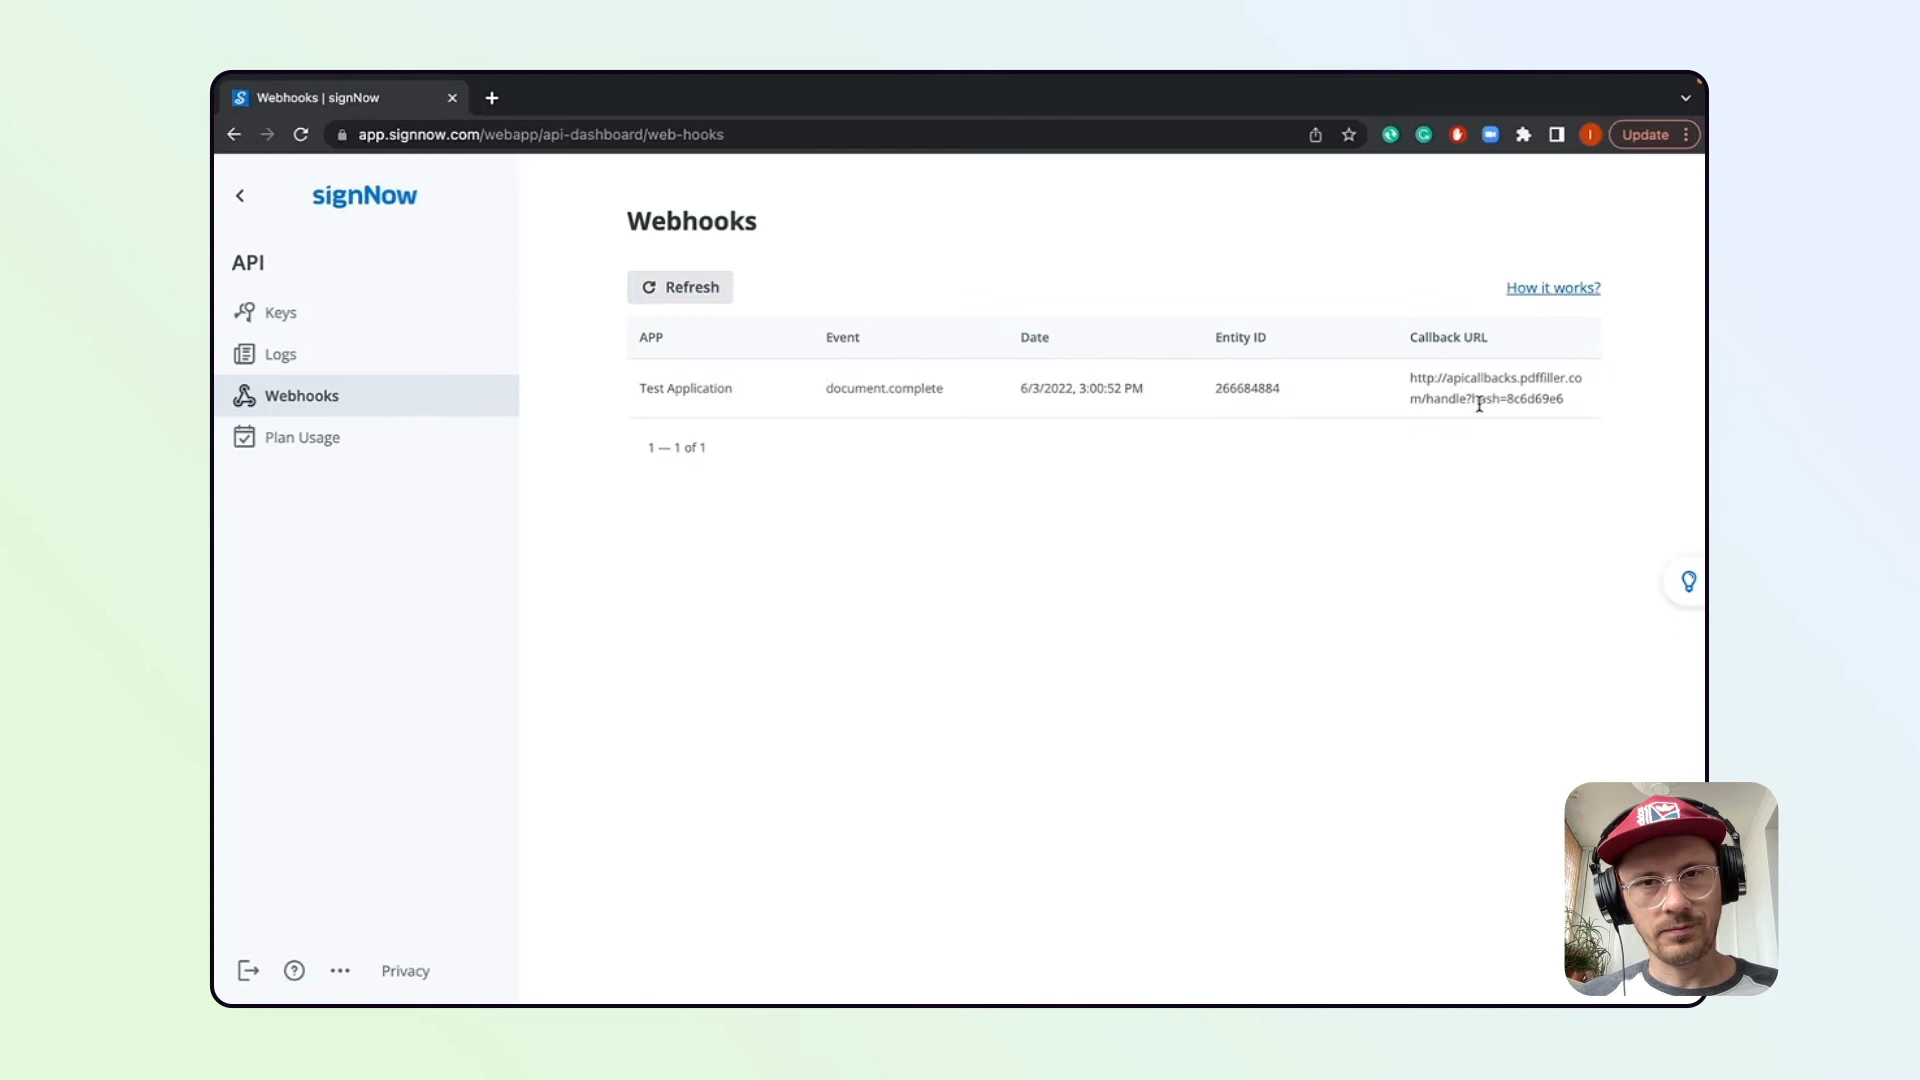 Webhooks | signNow
app.signnow.com/webapp/api-dashboard/web-hooks
I
Update
signNow
API
Keys
Logs
Webhooks
Plan Usage
Privacy
Webhooks
Refresh
How it works?
APP Event Date Entity ID Callback URL
Test Application document.complete 6/3/2022, 3:00:52 PM 266684884 http://apicallbacks.pdffiller.co
m/handle?hash=8c6d69e6
1 — 1 of 1